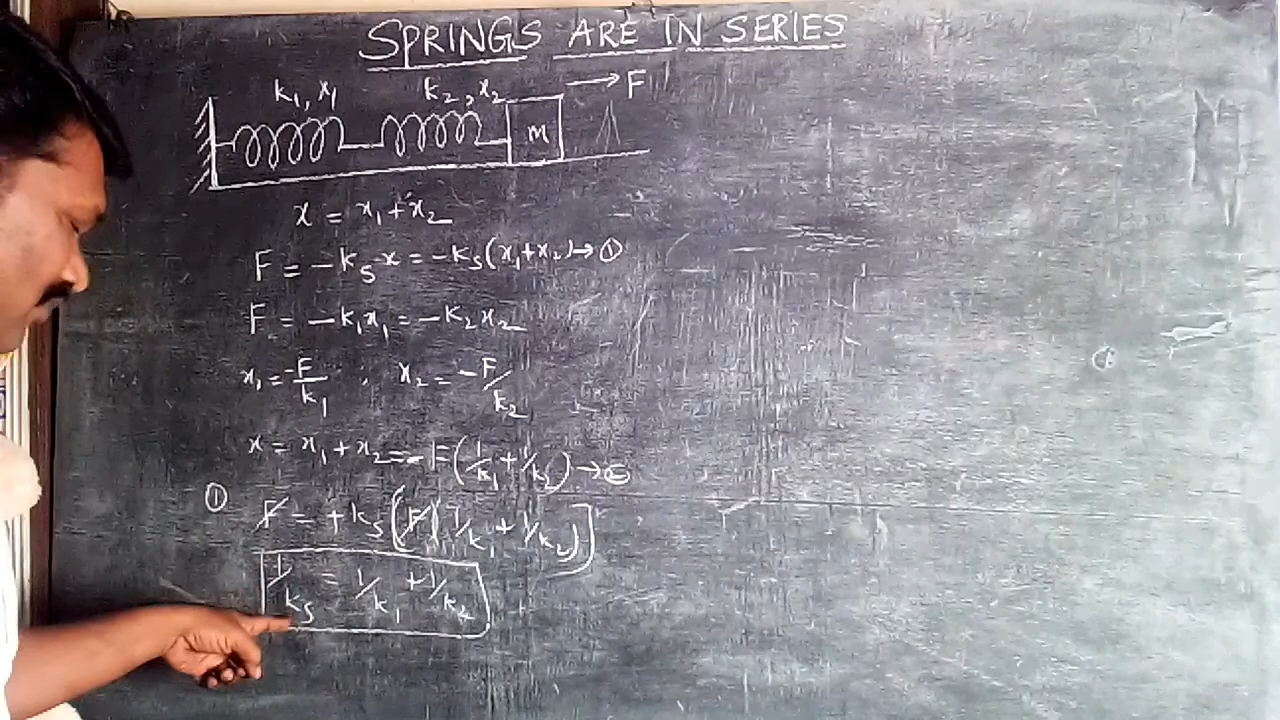 SPRINGS ARE IN SERIES
k₁, x₁ k₂, x₂ → F
m
x = x₁ + x₂
F = -kₛ x = -kₛ(x₁+x₂) → ①
F = -k₁x₁ = -k₂x₂
x₁ = -F/k₁ , x₂ = -F/k₂
x = x₁ + x₂ = -F(1/k₁ + 1/k₂) →
① F = +kₛ[(F)(1/k₁ + 1/k₂)]
1/kₛ = 1/k₁ + 1/k₂